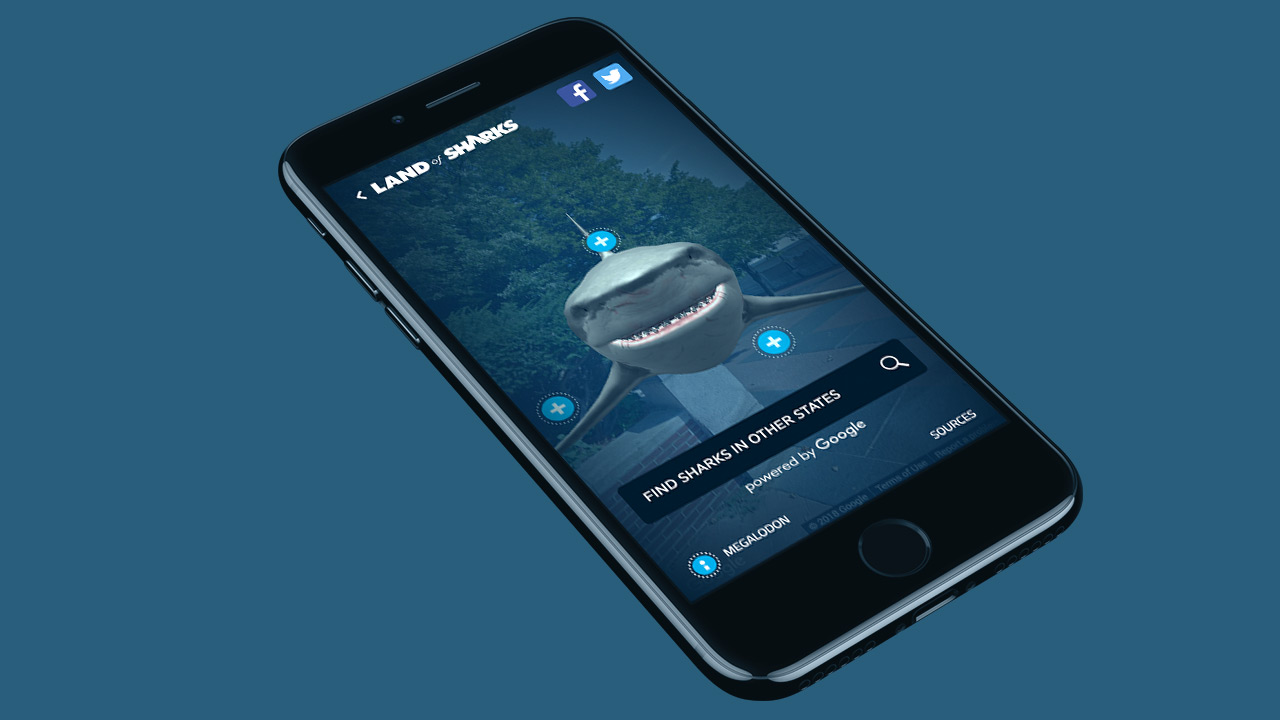 LAND of SHARKS
FIND SHARKS IN OTHER STATES
powered by Google
SOURCES
MEGALODON
© 2018 Google Terms of Use Report a